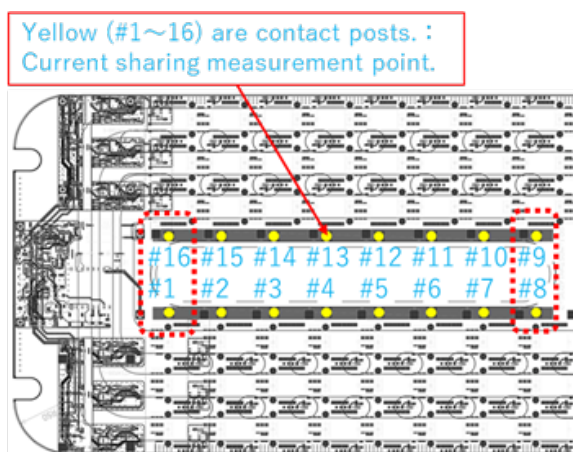 Yellow (#1～16) are contact posts. :
Current sharing measurement point.
#16 #15 #14 #13 #12 #11 #10 #9
#1 #2 #3 #4 #5 #6 #7 #8